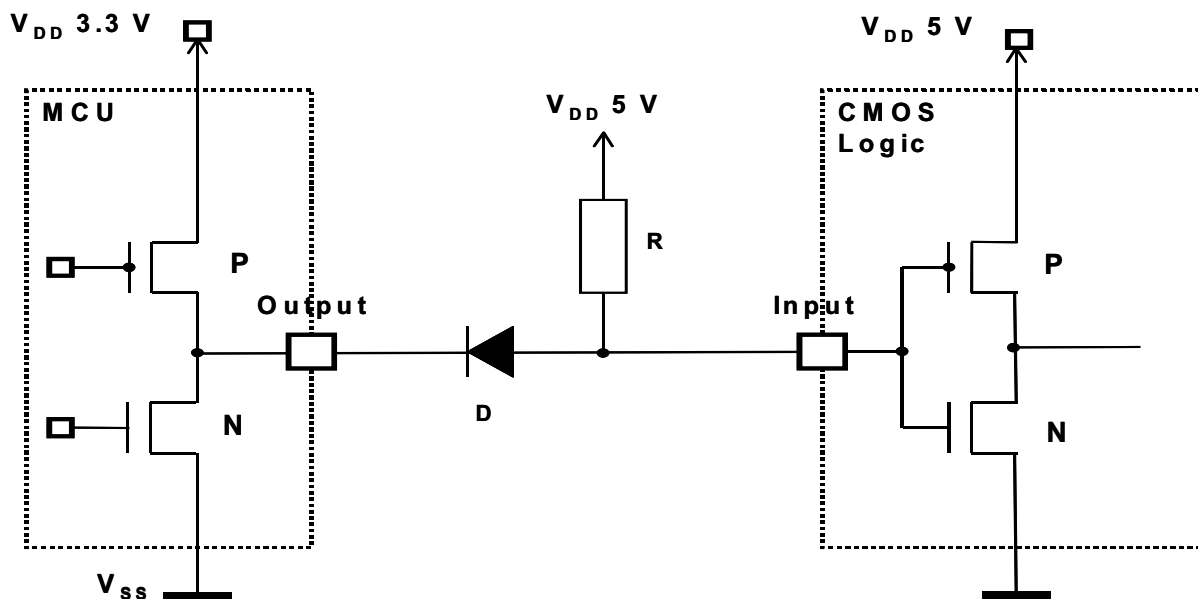 VDD 3.3 V
VDD 5 V
MCU
VDD 5 V
CMOS
Logic
R
P
P
Output
Input
D
N
N
VSS